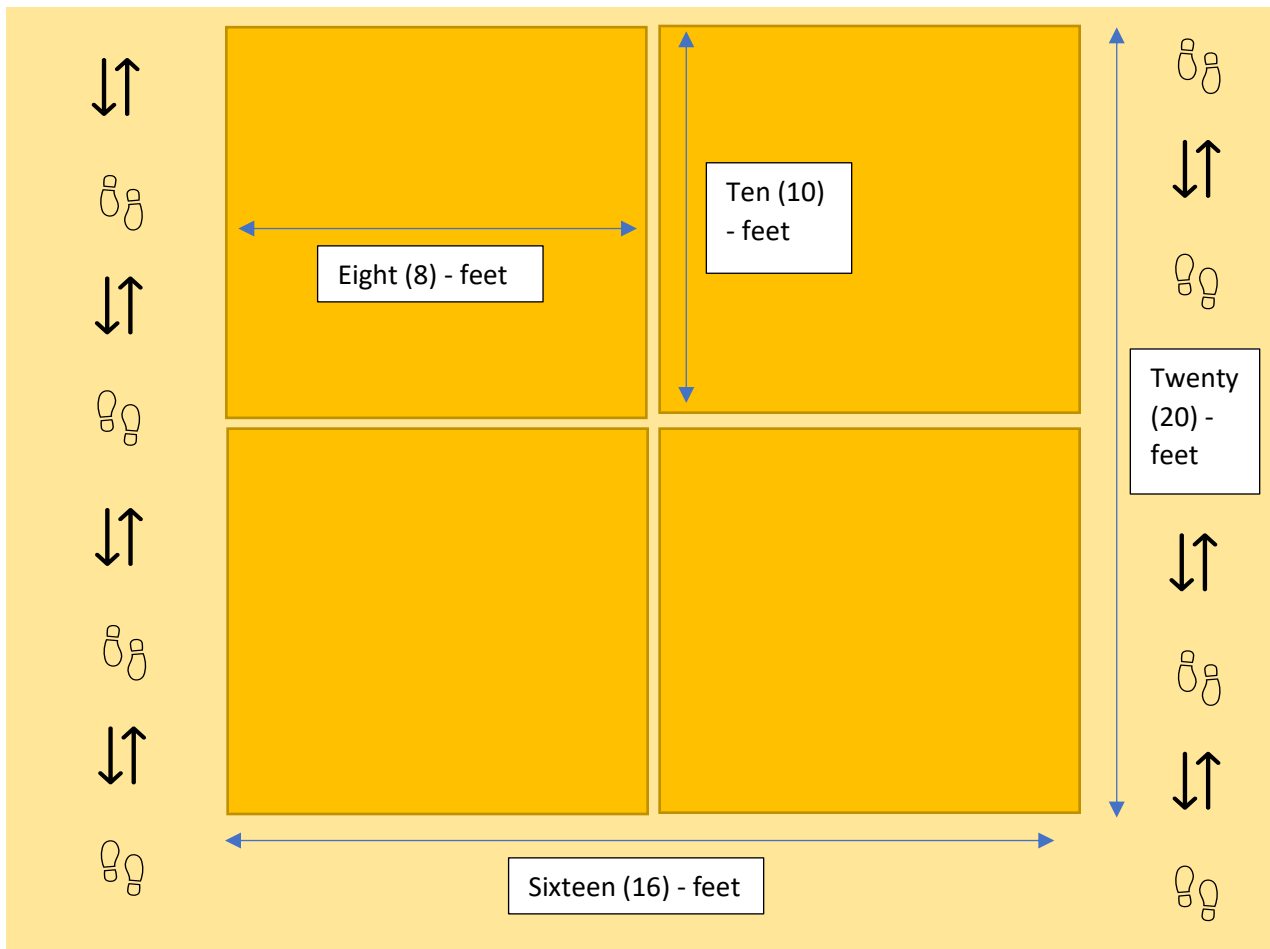 Ten (10)
- feet
Eight (8) - feet
Twenty
(20) -
feet
Sixteen (16) - feet